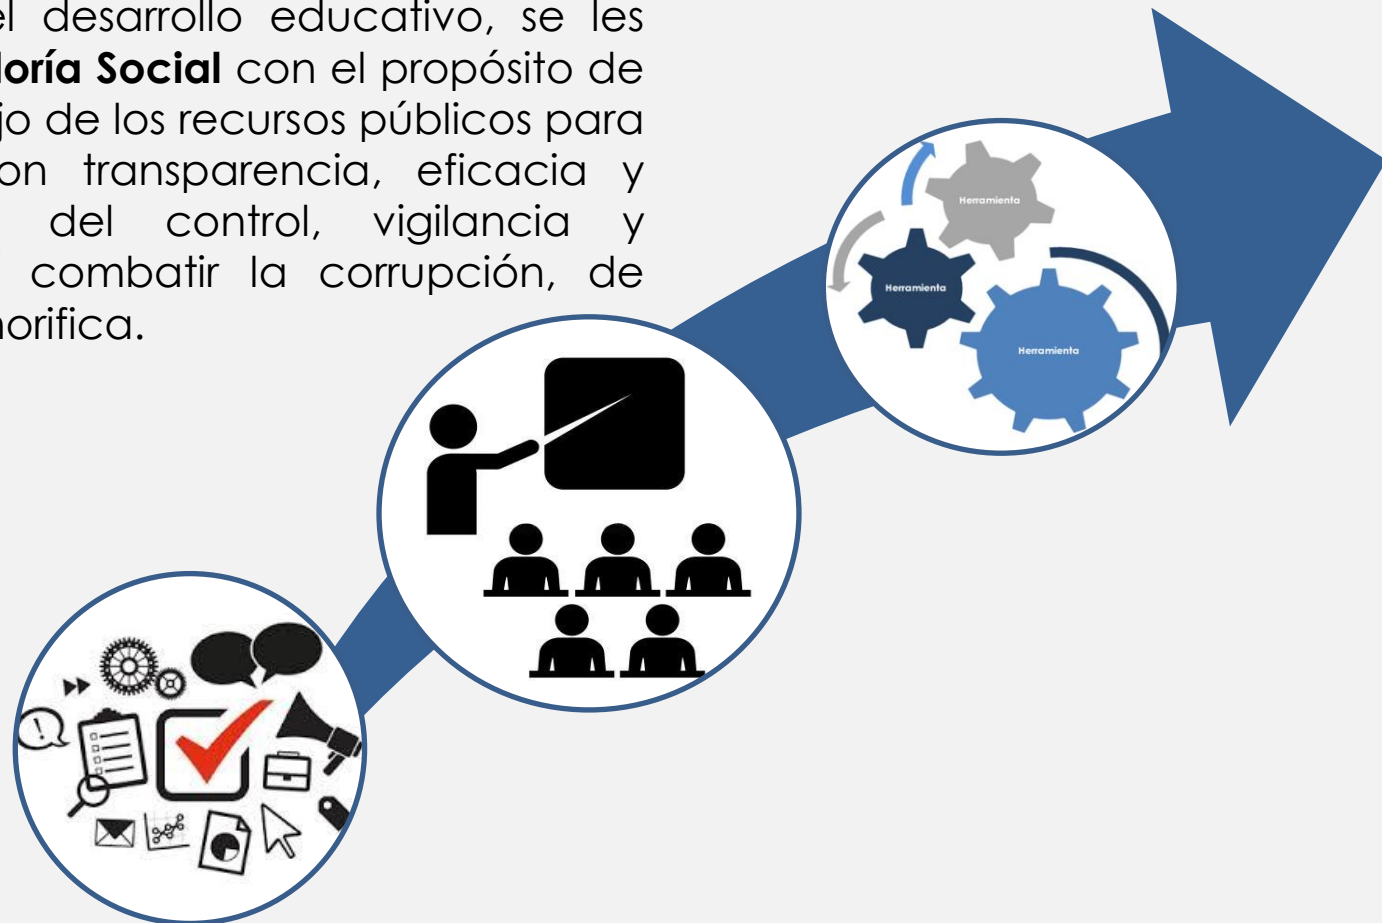 el desarrollo educativo, se les
loría Social con el propósito de
jo de los recursos públicos para
on transparencia, eficacia y
del control, vigilancia y
combatir la corrupción, de
norifica.
Herramienta
Herramienta
Herramienta